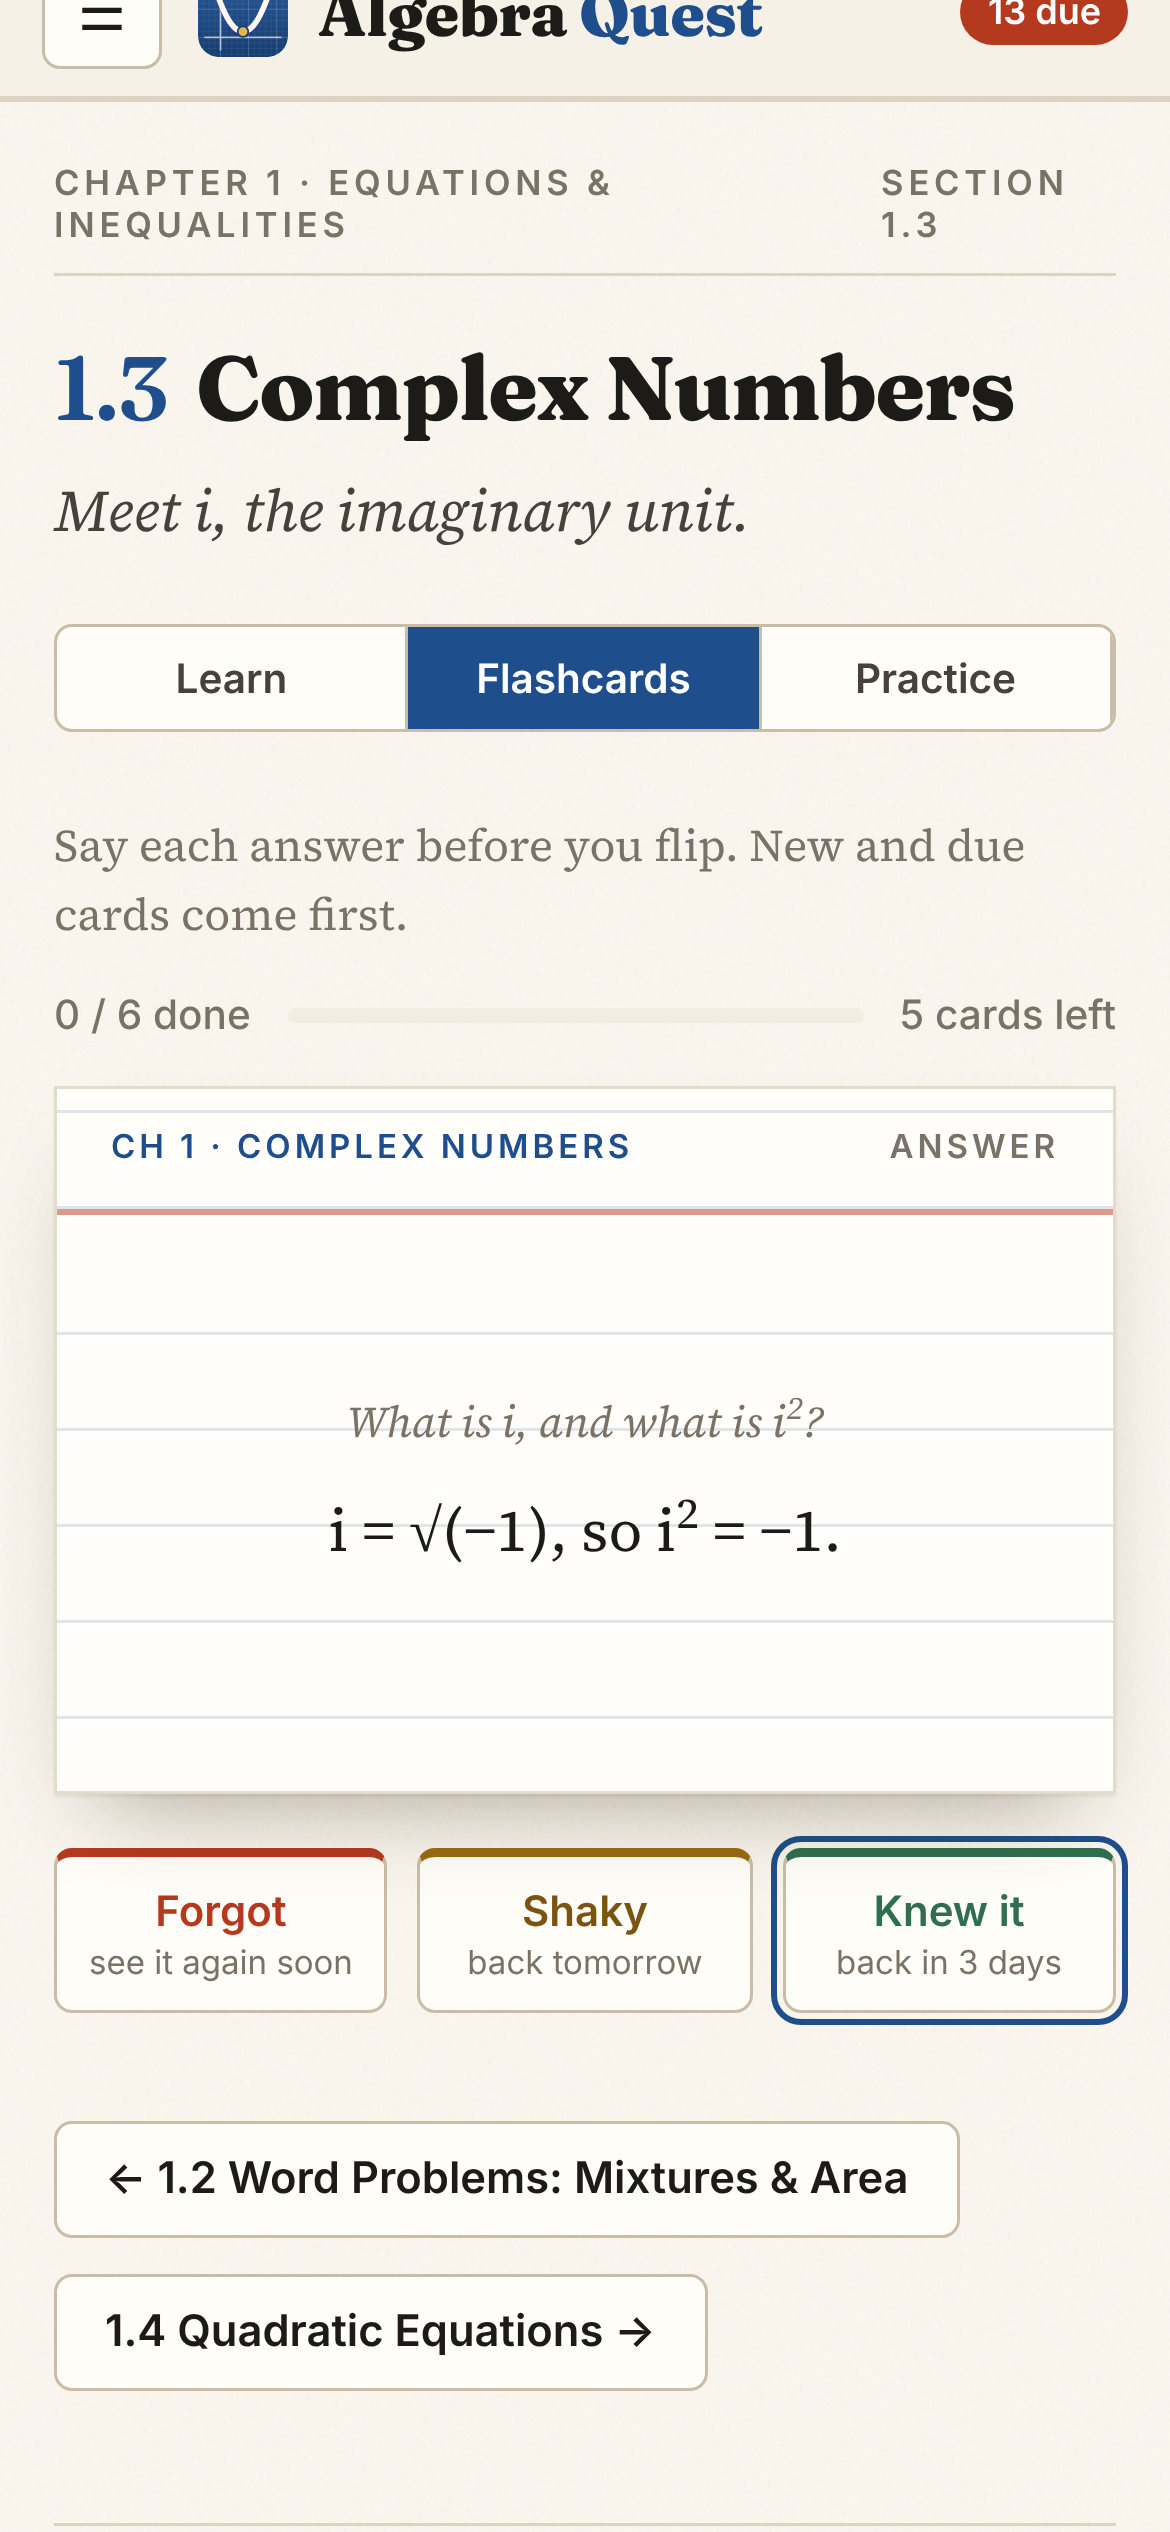 Algebra Quest
13 due
CHAPTER 1 · EQUATIONS &
INEQUALITIES
SECTION
1.3
1.3 Complex Numbers
Meet i, the imaginary unit.
Learn
Flashcards
Practice
Say each answer before you flip. New and due
cards come first.
0 / 6 done
5 cards left
CH 1 · COMPLEX NUMBERS
ANSWER
What is i, and what is i²?
i = √(−1), so i² = −1.
Forgot
see it again soon
Shaky
back tomorrow
Knew it
back in 3 days
← 1.2 Word Problems: Mixtures & Area
1.4 Quadratic Equations →